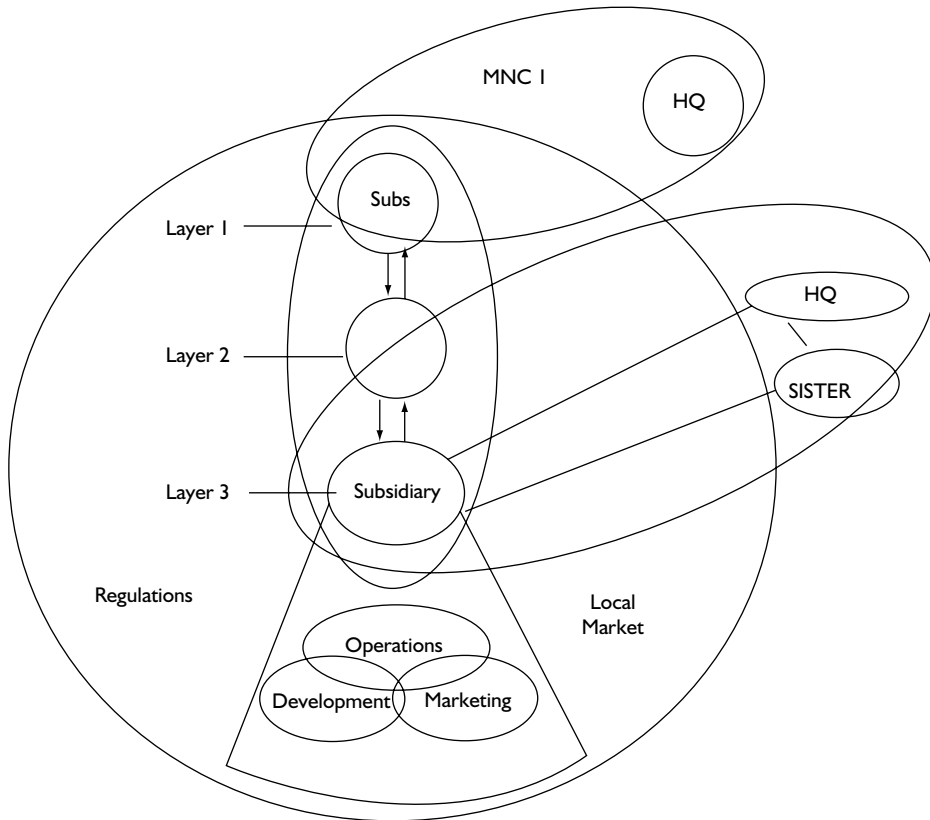 MNC 1
HQ
Subs
Layer 1
HQ
Layer 2
SISTER
Layer 3
Subsidiary
Regulations
Local
Market
Operations
Development
Marketing